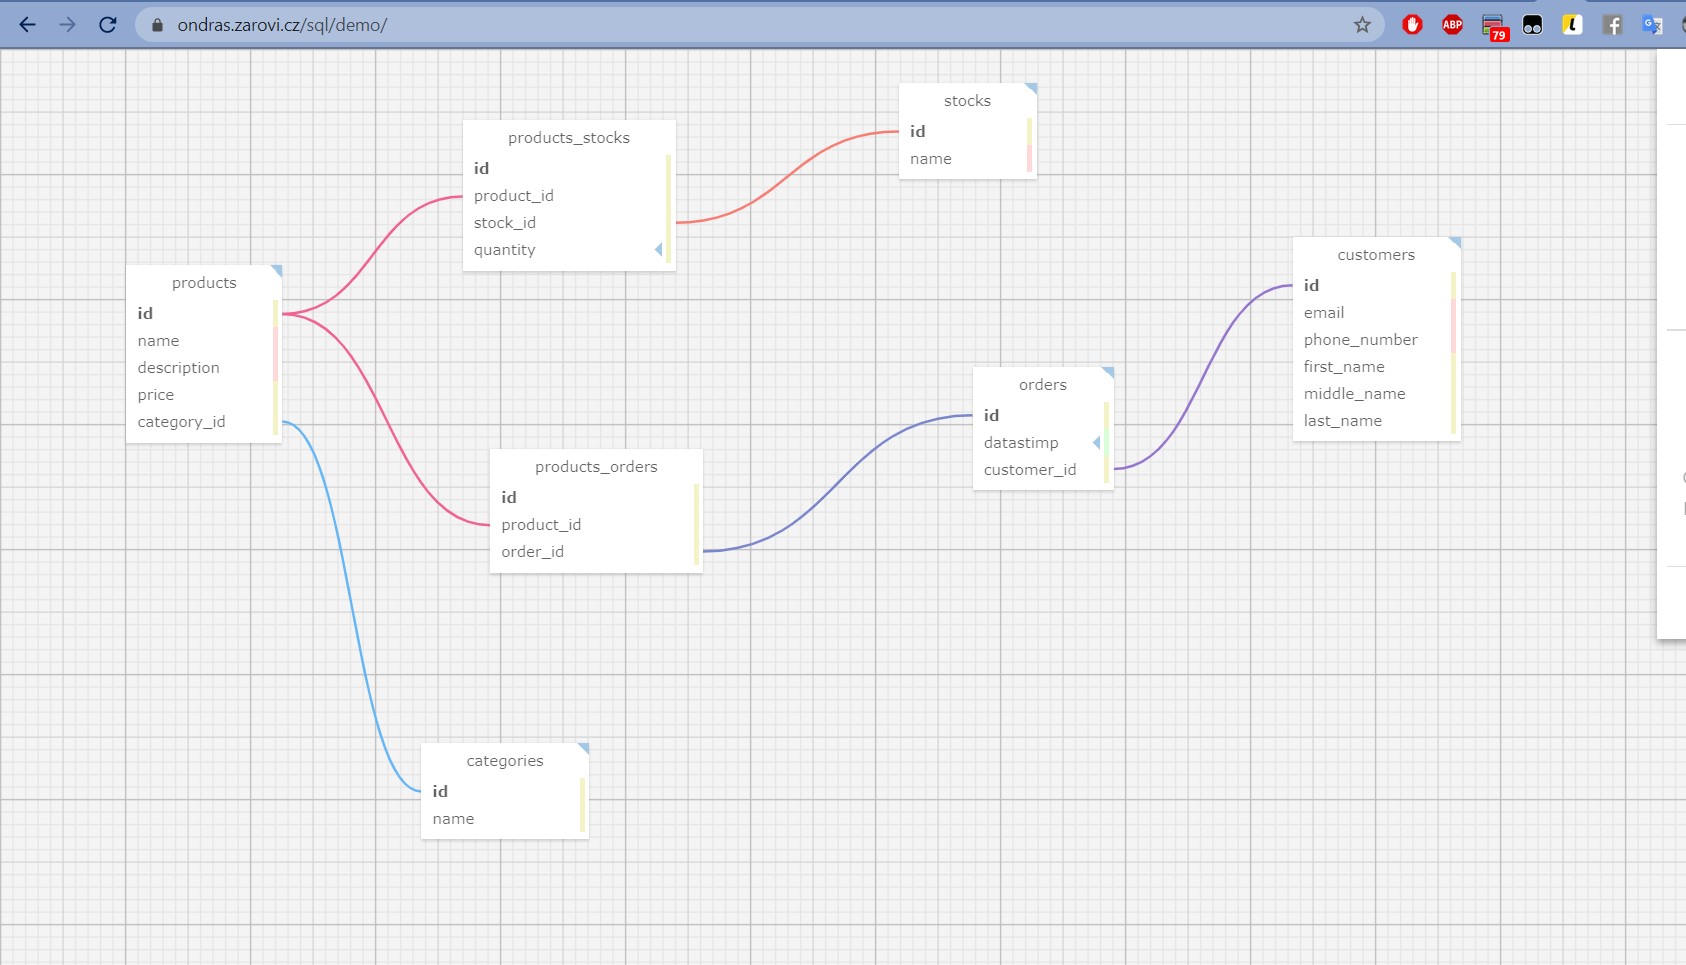 ondras.zarovi.cz/sql/demo/
ABP
79
stocks
id
name
products_stocks
id
product_id
stock_id
quantity
customers
id
email
phone_number
first_name
middle_name
last_name
products
id
name
description
price
category_id
orders
id
datastimp
customer_id
products_orders
id
product_id
order_id
categories
id
name